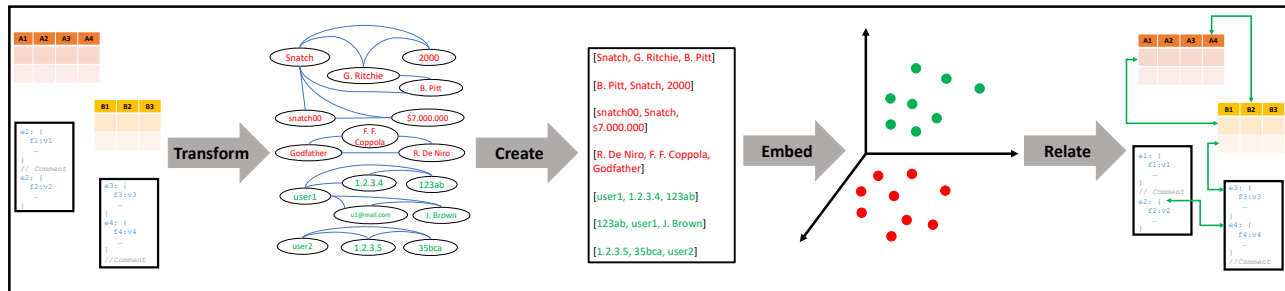 A1 A2 A3 A4
B1 B2 B3
e1: {
f1:v1
…
}
// Comment
e2: {
f2:v2
…
}
e3: {
f3:v3
…
}
e4: {
f4:v4
…
}
//Comment
Transform
Snatch
2000
G. Ritchie
B. Pitt
snatch00
$7.000.000
F. F.
Coppola
Godfather
R. De Niro
user1
1.2.3.4
123ab
u1@mail.com
J. Brown
user2
1.2.3.5
35bca
Create
[Snatch, G. Ritchie, B. Pitt]
[B. Pitt, Snatch, 2000]
[snatch00, Snatch,
$7.000.000]
[R. De Niro, F. F. Coppola,
Godfather]
[user1, 1.2.3.4, 123ab]
[123ab, user1, J. Brown]
[1.2.3.5, 35bca, user2]
Embed
Relate
A1 A2 A3 A4
B1 B2 B3
e1: {
f1:v1
…
}
// Comment
e2: {
f2:v2
…
}
e3: {
f3:v3
…
}
e4: {
f4:v4
…
}
//Comment